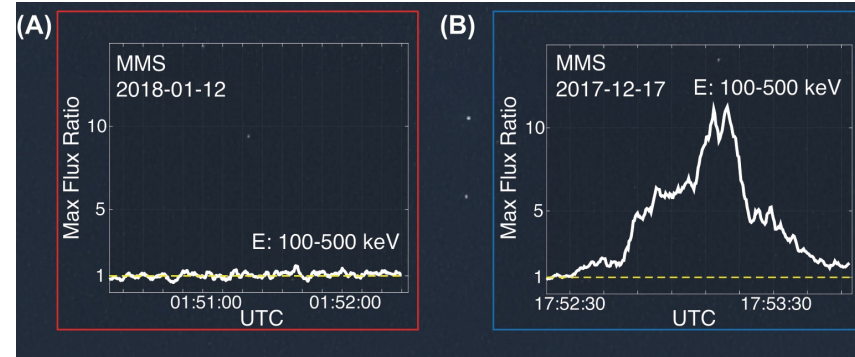 (A)
MMS
2018-01-12
Max Flux Ratio
10
5
1
E: 100-500 keV
01:51:00 01:52:00
UTC
(B)
MMS
2017-12-17 E: 100-500 keV
Max Flux Ratio
10
5
1
17:52:30 17:53:30
UTC